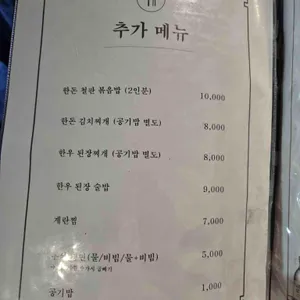 추가 메뉴
한돈 철판 볶음밥 (2인분) 10,000
한돈 김치찌개 (공기밥 별도) 8,000
한우 된장찌개 (공기밥 별도) 8,000
한우 된장 술밥 9,000
계란찜 7,000
(물/비빔/물+비빔) 5,000
공기밥 1,000